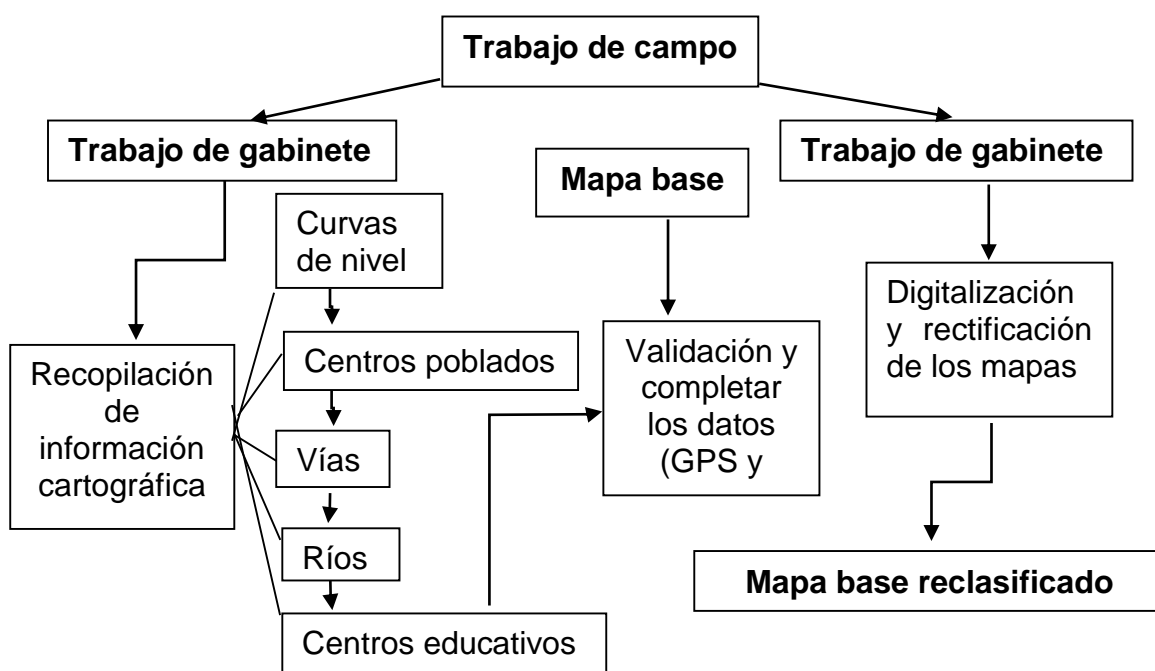 Trabajo de campo
Trabajo de gabinete
Recopilación
de
información
cartográfica
Curvas
de nivel
Centros poblados
Vías
Ríos
Centros educativos
Mapa base
Validación y
completar
los datos
(GPS y
Trabajo de gabinete
Digitalización
y rectificación
de los mapas
Mapa base reclasificado